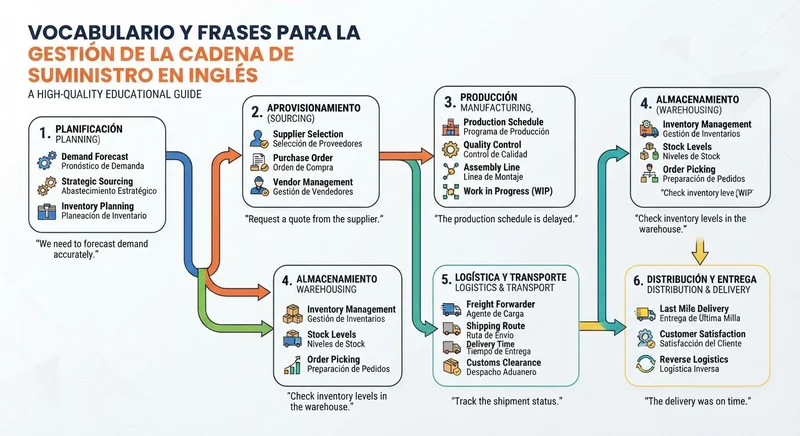 VOCABULARIO Y FRASES PARA LA
GESTIÓN DE LA CADENA DE
SUMINISTRO EN INGLÉS
A HIGH-QUALITY EDUCATIONAL GUIDE
1. PLANIFICACIÓN
PLANNING)
Demand Forecast
Pronóstico de Demanda
Strategic Sourcing
Abastecimiento Estratégico
Inventory Planning
Planeación de Inventario
"We need to forecast demand
accurately."
2. APROVISIONAMIENTO
(SOURCING)
Supplier Selection
Selección de Proveedores
Purchase Order
Orden de Compra
Vendor Management
Gestión de Vendedores
"Request a quote from the supplier."
3. PRODUCCIÓN
MANUFACTURING,
Production Schedule
Programa de Producción
Quality Control
Control de Calidad
Assembly Line
Línea de Montaje
Work in Progress (WIP)
"The production schedule is delayed."
4. ALMACENAMIENTO
(WAREHOUSING)
Inventory Management
Gestión de Inventarios
Stock Levels
Niveles de Stock
Order Picking
Preparación de Pedidos
"Check inventory leve (WIP"
"Check inventory levels in the
warehouse."
4. ALMACENAMIENTO
WAREHOUSING
Inventory Management
Gestión de Inventarios
Stock Levels
Niveles de Stock
Order Picking
Preparación de Pedidos
"Check inventory levels in
the warehouse."
5. LOGÍSTICA Y TRANSPORTE
LOGISTICS & TRANSPORT
Freight Forwarder
Agente de Carga
Shipping Route
Ruta de Envío
Delivery Time
Tiempo de Entrega
Customs Clearance
Despacho Aduanero
"Track the shipment status."
6. DISTRIBUCIÓN Y ENTREGA
DISTRIBUTION & DELIVERY
Last Mile Delivery
Entrega de Última Milla
Customer Satisfaction
Satisfacción del Cliente
Reverse Logistics
Logística Inversa
"The delivery was on time."